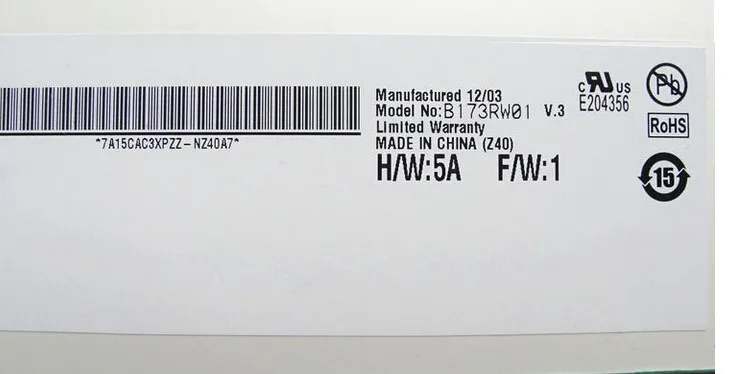 Manufactured 12/03
Model No:B173RW01 V.3
Limited Warranty
MADE IN CHINA (Z40)
H/W:5A F/W:1
*7A15CAC3XPZZ-NZ40A7*
c RU US
E204356
Pb
RoHS
15